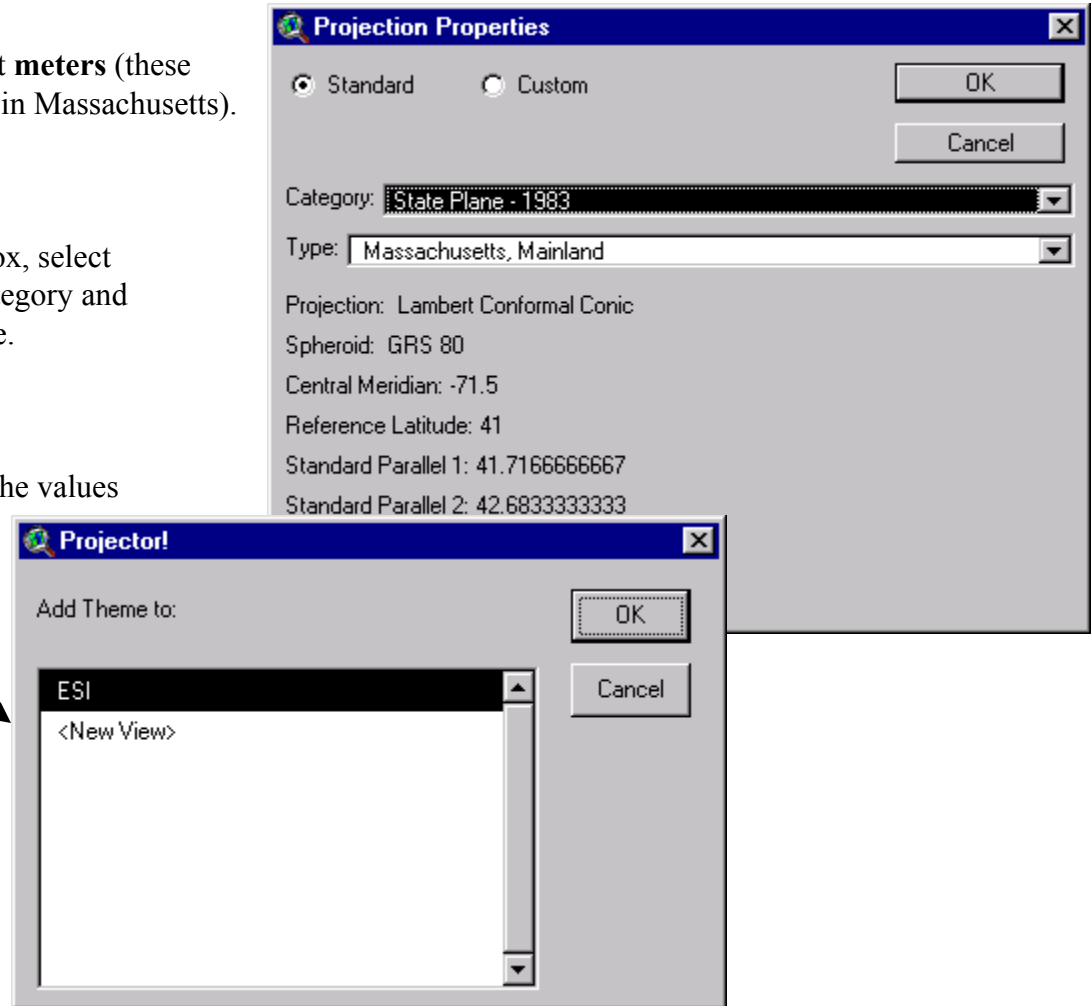 t meters (these
in Massachusetts).
ox, select
egory and
e.
he values
Projection Properties
Standard
Custom
OK
Cancel
Category: State Plane - 1983
Type: Massachusetts, Mainland
Projection: Lambert Conformal Conic
Spheroid: GRS 80
Central Meridian: -71.5
Reference Latitude: 41
Standard Parallel 1: 41.7166666667
Standard Parallel 2: 42.6833333333
Projector!
Add Theme to:
OK
Cancel
ESI
<New View>